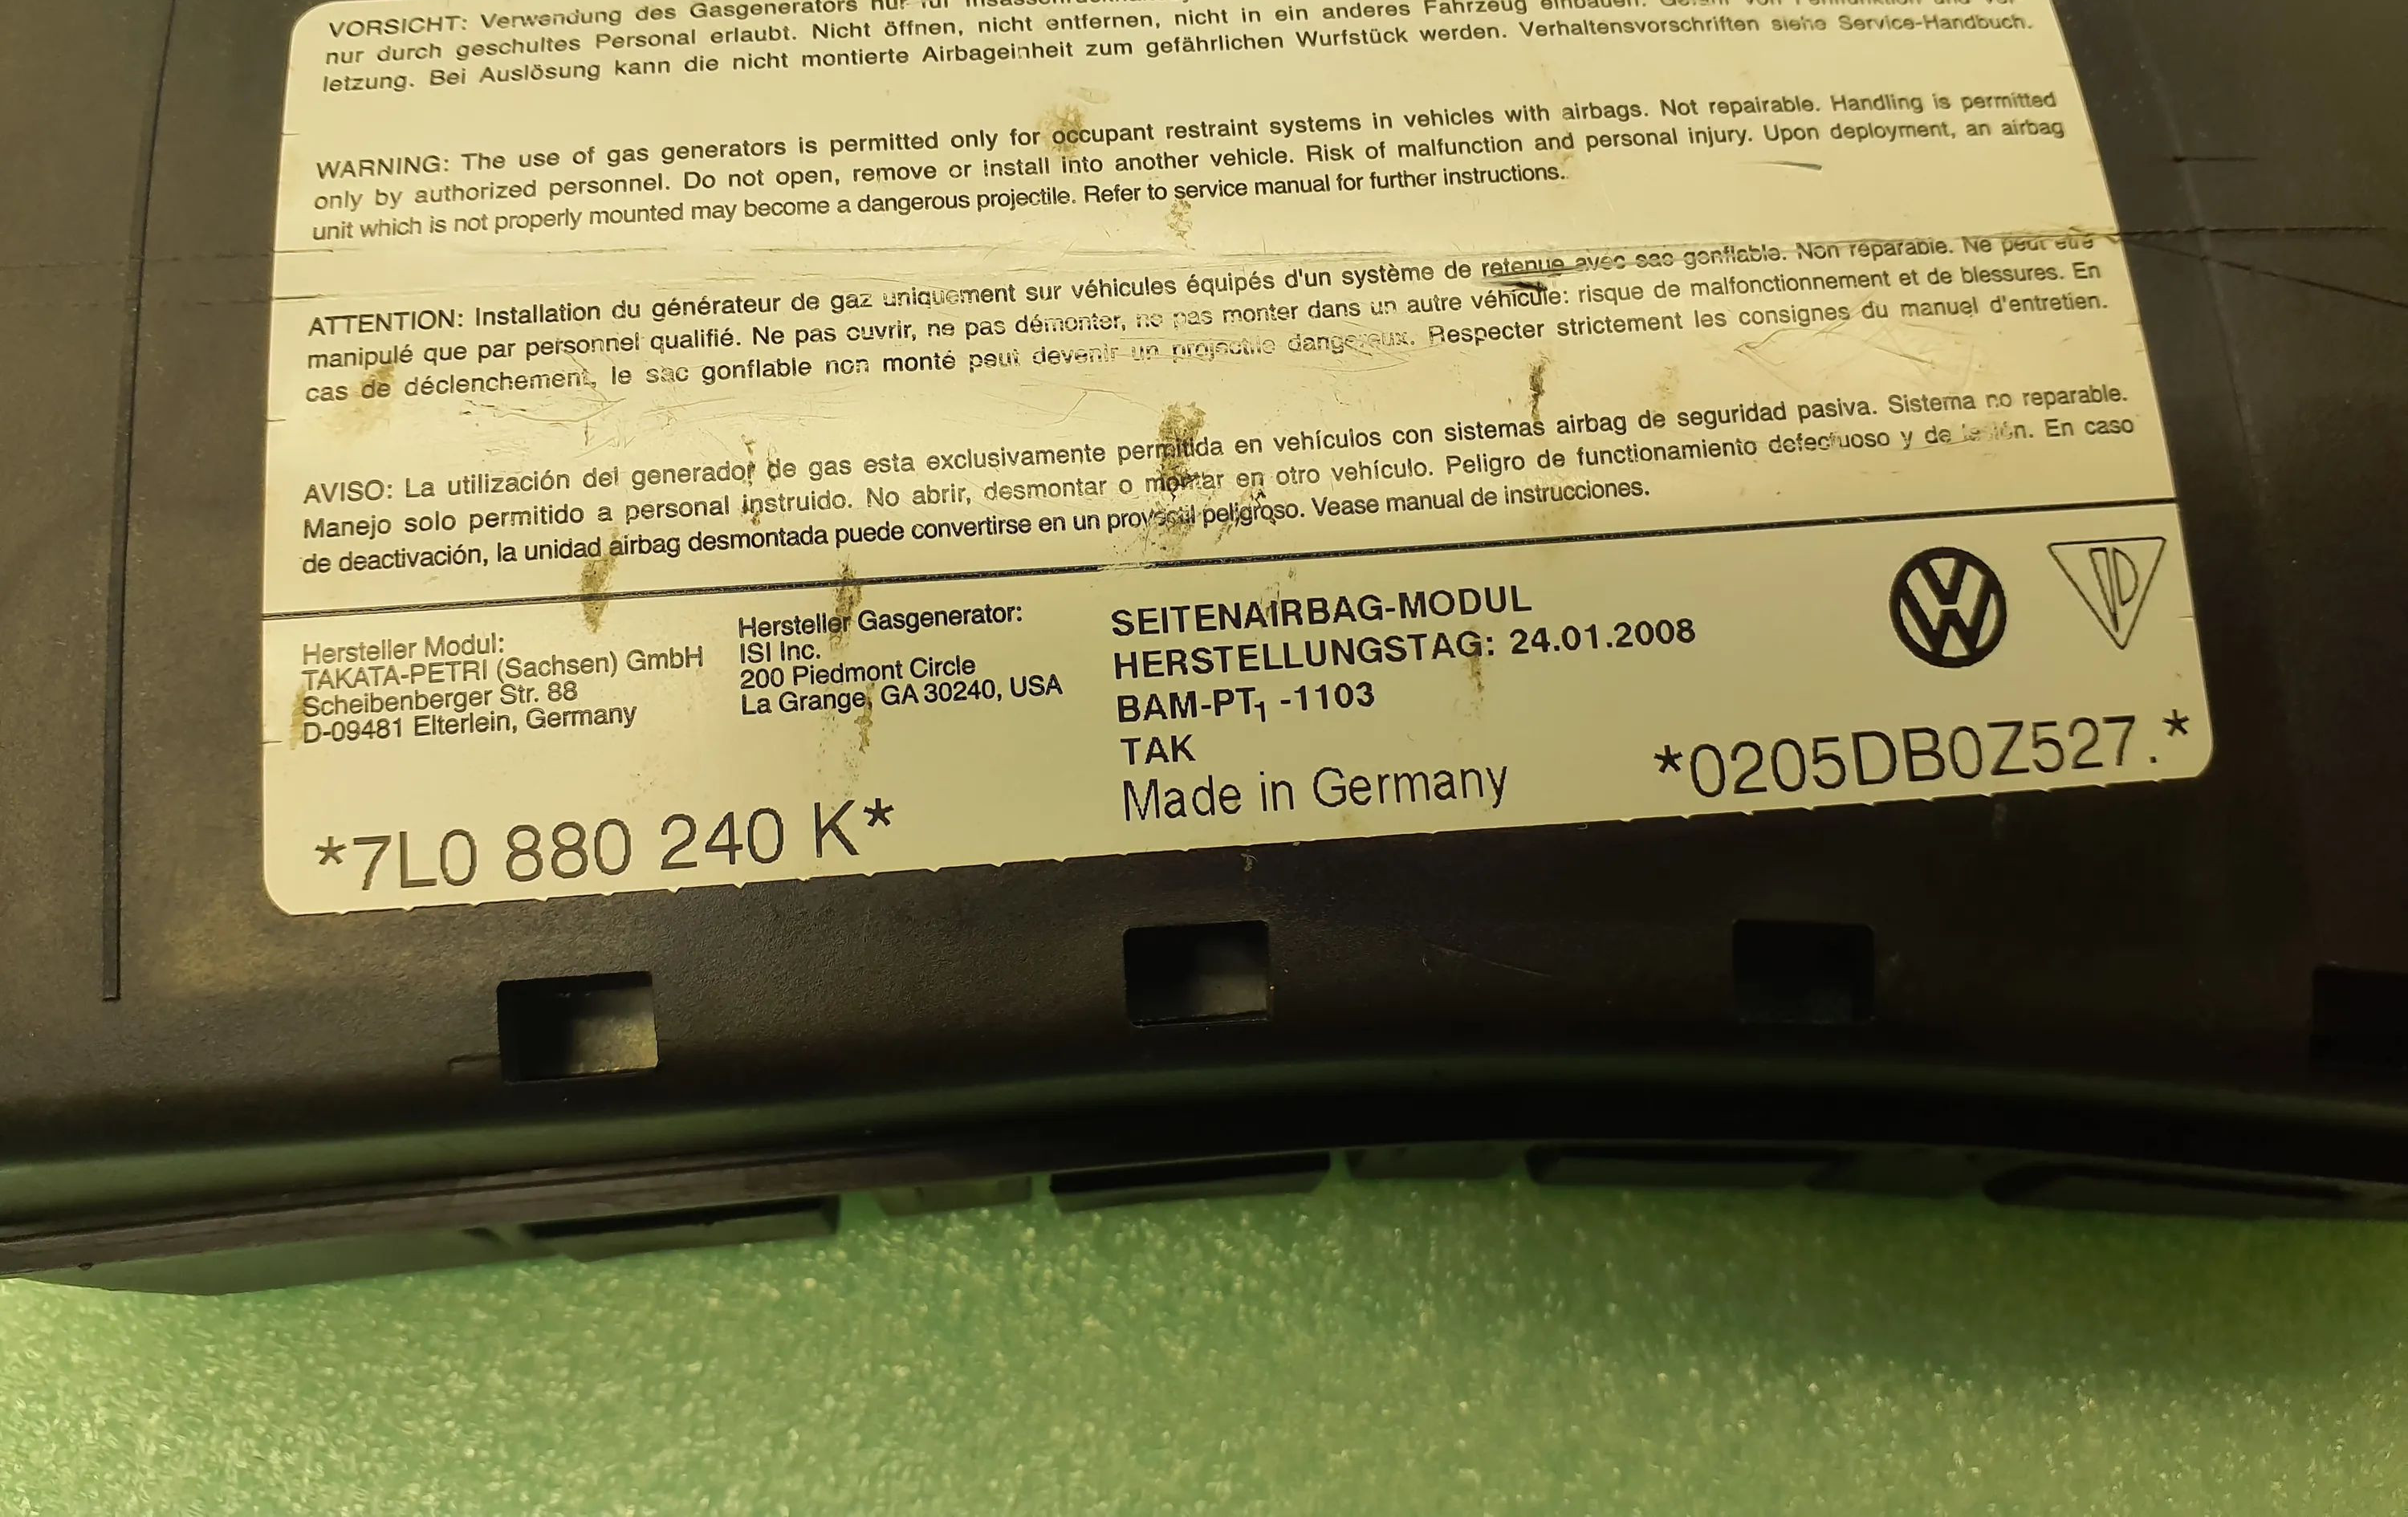 VORSICHT: Verwendung des Gasgenerators nur für
nur durch geschultes Personal erlaubt. Nicht öffnen, nicht entfernen, nicht in ein anderes Fahrzeug einbauen.
letzung. Bei Auslösung kann die nicht montierte Airbageinheit zum gefährlichen Wurfstück werden. Verhaltensvorschriften siehe Service-Handbuch.
WARNING: The use of gas generators is permitted only for occupant restraint systems in vehicles with airbags. Not repairable. Handling is permitted
only by authorized personnel. Do not open, remove or install into another vehicle. Risk of malfunction and personal injury. Upon deployment, an airbag
unit which is not properly mounted may become a dangerous projectile. Refer to service manual for further instructions.
ATTENTION: Installation du générateur de gaz uniquement sur véhicules équipés d'un système de retenue avec sac gonflable. Non réparable. Ne peut être
manipulé que par personnel qualifié. Ne pas ouvrir, ne pas démonter, ne pas monter dans un autre véhicule: risque de malfonctionnement et de blessures. En
cas de déclenchement, le sac gonflable non monté peut devenir un projectile dangereux. Respecter strictement les consignes du manuel d'entretien.
AVISO: La utilización del generador de gas esta exclusivamente permitida en vehículos con sistemas airbag de seguridad pasiva. Sistema no reparable.
Manejo solo permitido a personal instruido. No abrir, desmontar o montar en otro vehículo. Peligro de functionamiento defectuoso y de lesión. En caso
de deactivación, la unidad airbag desmontada puede convertirse en un proyectil peligroso. Vease manual de instrucciones.
Hersteller Modul:
TAKATA-PETRI (Sachsen) GmbH
Scheibenberger Str. 88
D-09481 Elterlein, Germany
Hersteller Gasgenerator:
ISI Inc.
200 Piedmont Circle
La Grange, GA 30240, USA
SEITENAIRBAG-MODUL
HERSTELLUNGSTAG: 24.01.2008
BAM-PT1 -1103
TAK
Made in Germany
VW
*7L0 880 240 K*
*0205DB0Z527.*